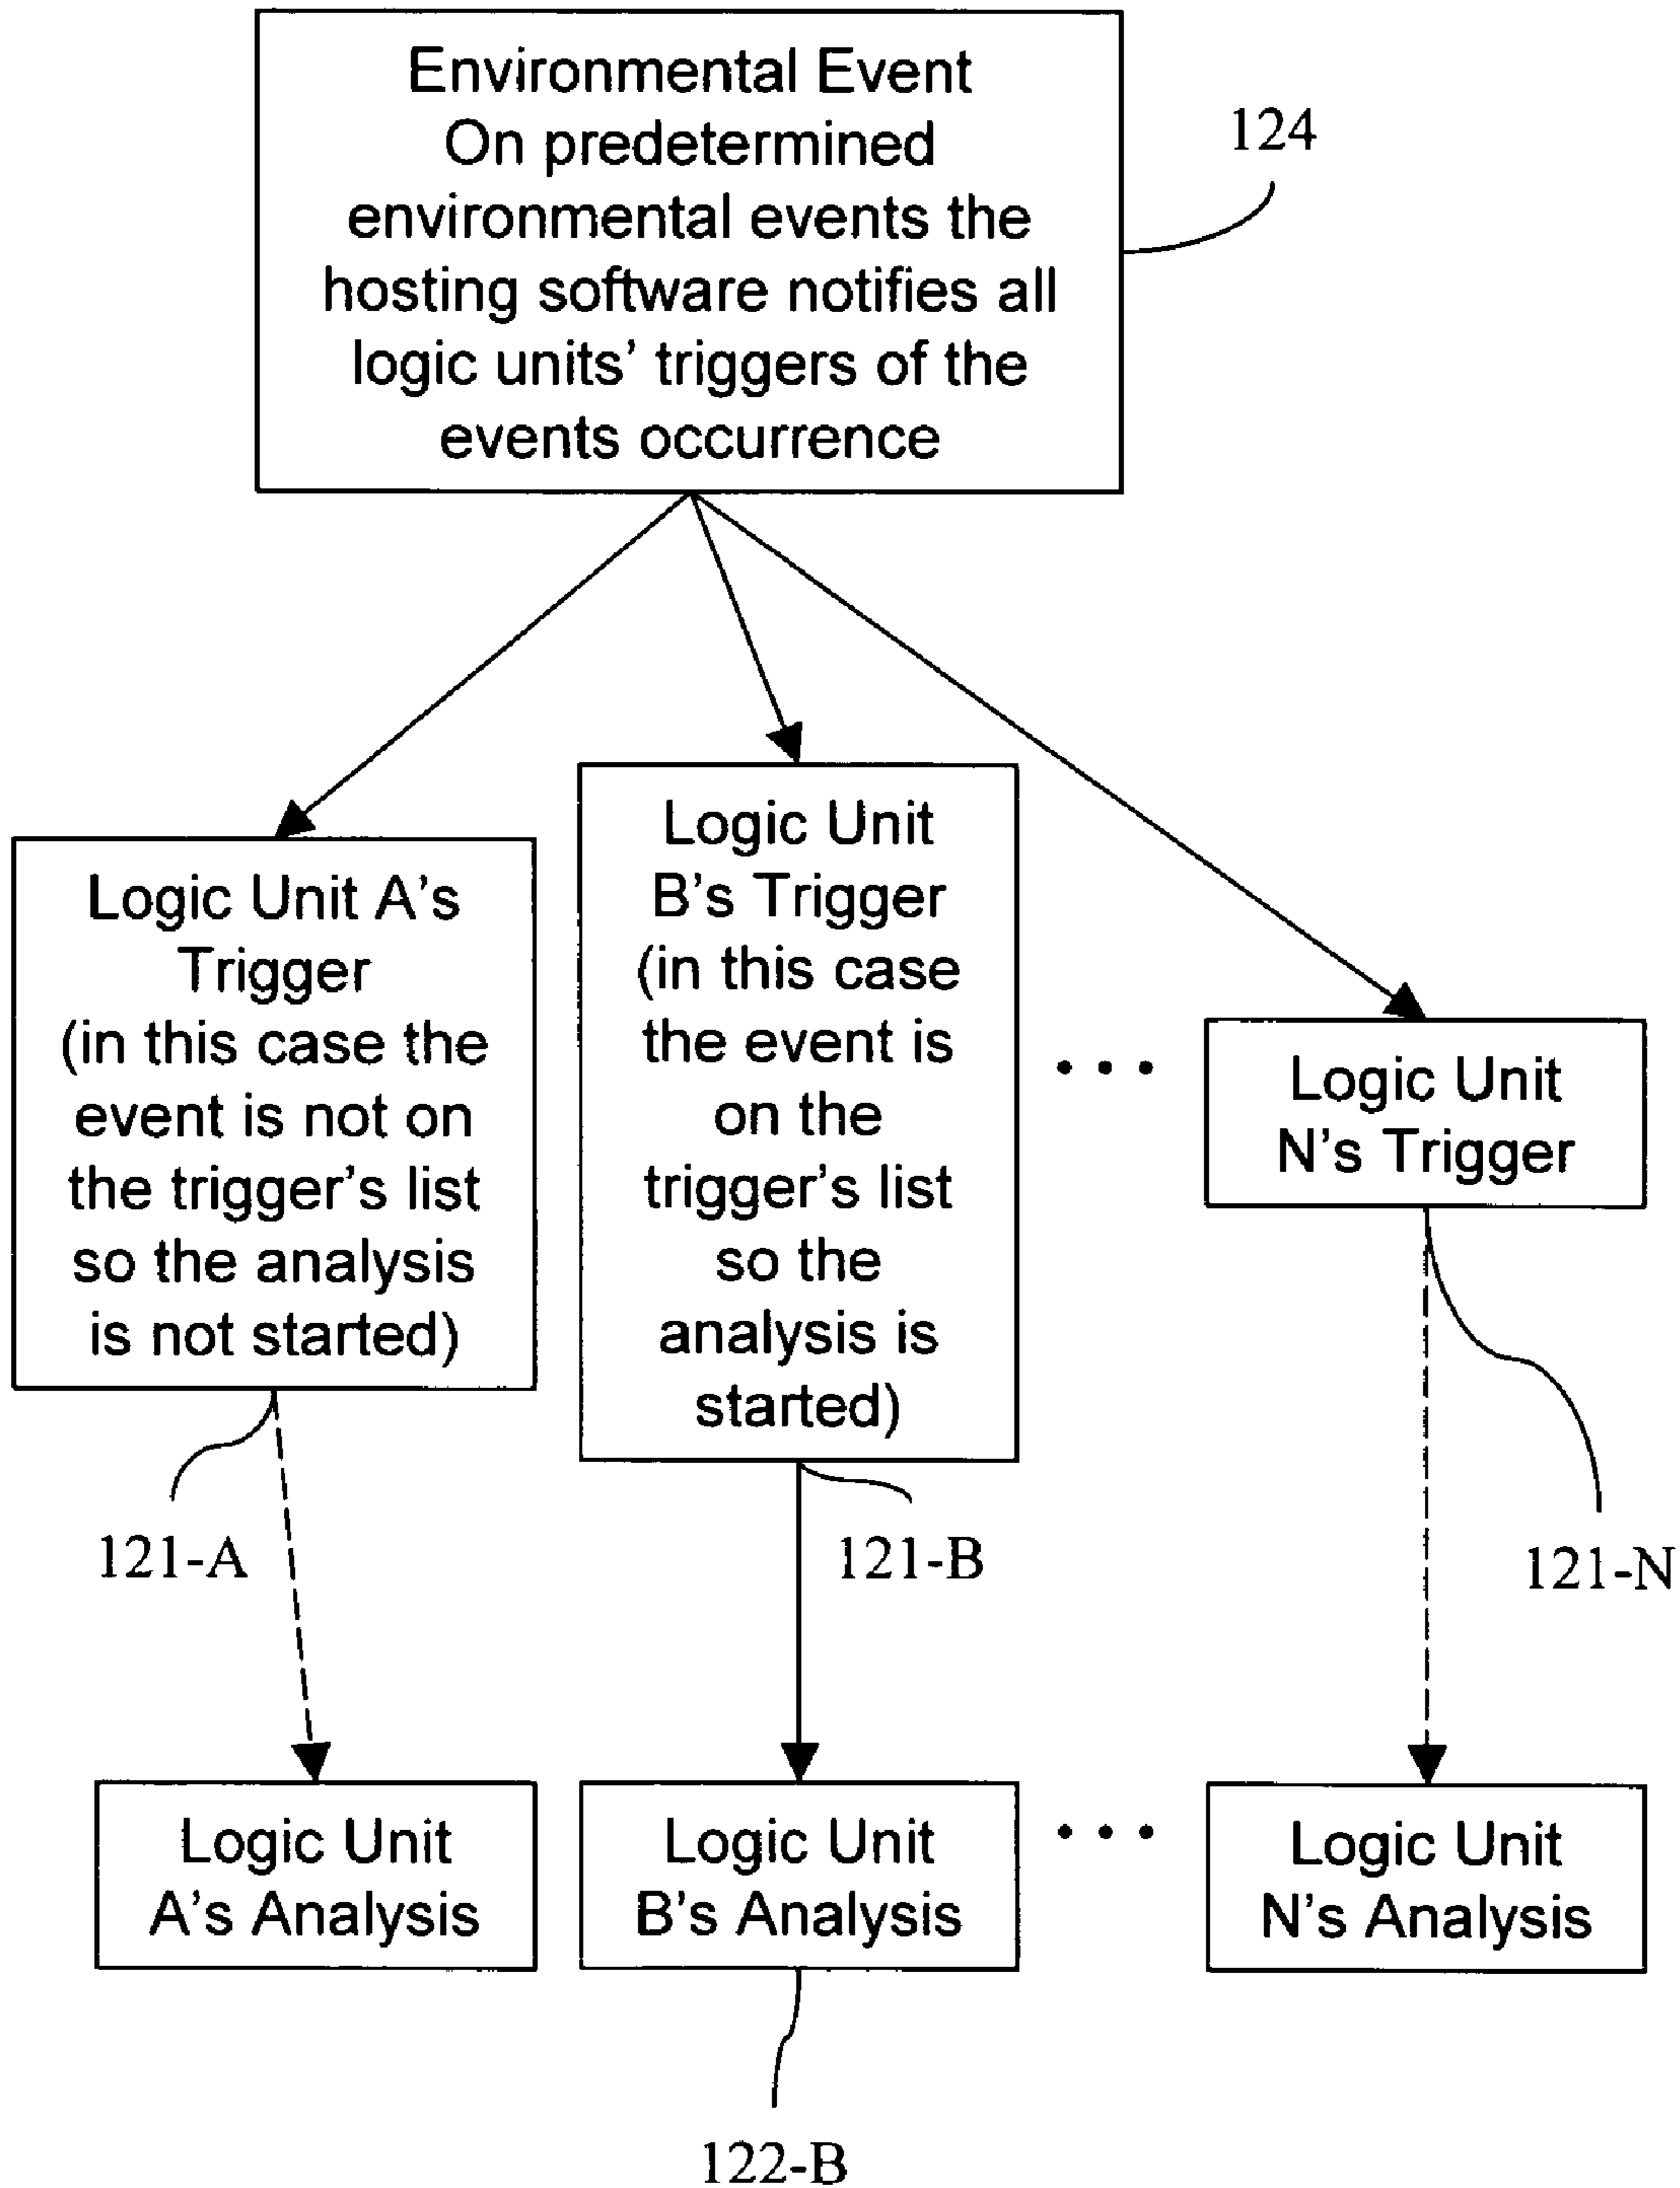 Environmental Event
On predetermined
environmental events the
hosting software notifies all
logic units’ triggers of the
events occurrence
124
Logic Unit A’s
Trigger
(in this case the
event is not on
the trigger’s list
so the analysis
is not started)
121-A
Logic Unit
B’s Trigger
(in this case
the event is
on the
trigger’s list
so the
analysis is
started)
121-B
• • •
Logic Unit
N’s Trigger
121-N
Logic Unit
A’s Analysis
Logic Unit
B’s Analysis
122-B
• • •
Logic Unit
N’s Analysis